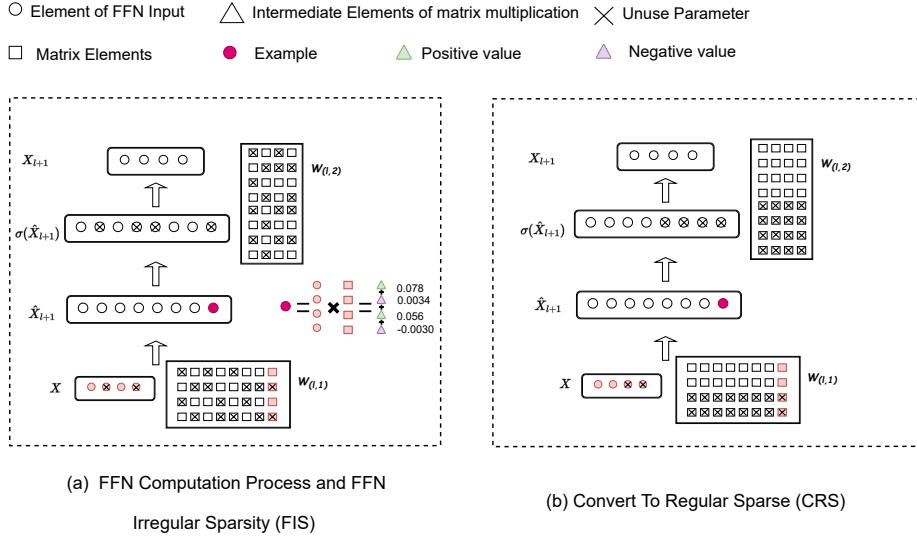 Element of FFN Input Intermediate Elements of matrix multiplication Unuse Parameter
Matrix Elements Example Positive value Negative value
X_{l+1}
W_{(l,2)}
σ(X̂_{l+1})
X̂_{l+1}
0.078
0.0034
0.056
-0.0030
X
W_{(l,1)}
(a) FFN Computation Process and FFN
Irregular Sparsity (FIS)
X_{l+1}
W_{(l,2)}
σ(X̂_{l+1})
X̂_{l+1}
X
W_{(l,1)}
(b) Convert To Regular Sparse (CRS)